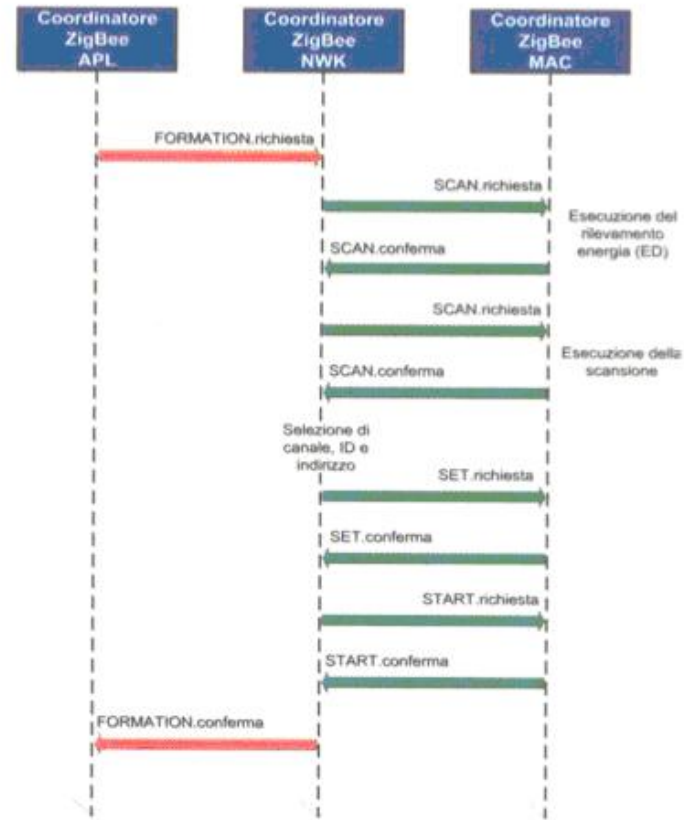 Coordinatore
ZigBee
APL
Coordinatore
ZigBee
NWK
Coordinatore
ZigBee
MAC
FORMATION.richiesta
SCAN.richiesta
Esecuzione del
rilevamento
energia (ED)
SCAN.conferma
SCAN.richiesta
Esecuzione della
scansione
SCAN.conferma
Selezione di
canale, ID e
indirizzo
SET.richiesta
SET.conferma
START.richiesta
START.conferma
FORMATION.conferma